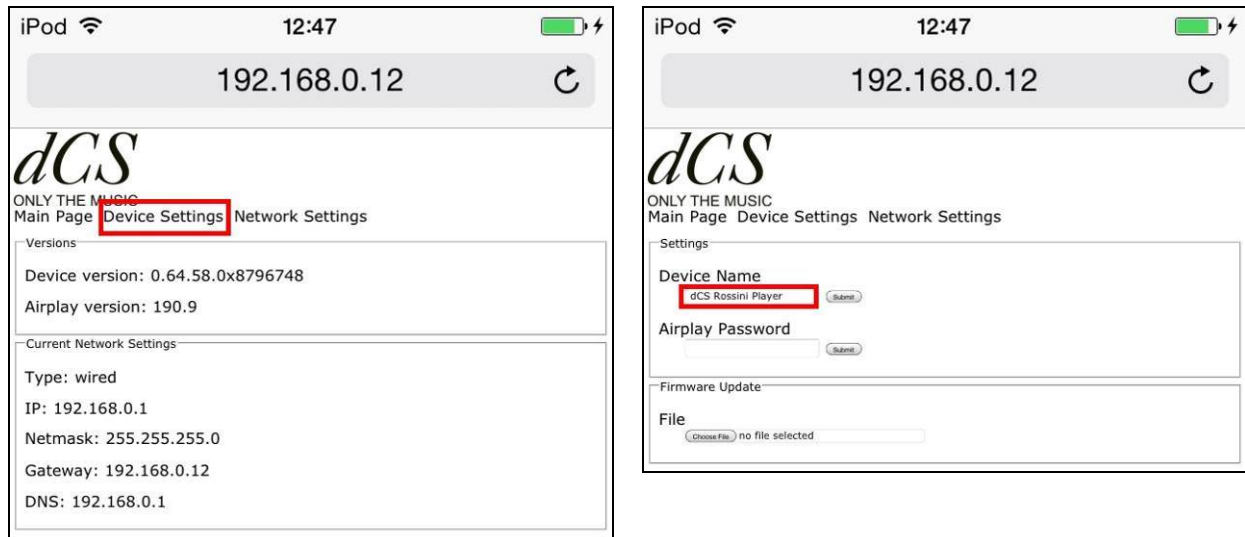 iPod 12:47
192.168.0.12
dCS
ONLY THE MUSIC
Main Page Device Settings Network Settings
Versions
Device version: 0.64.58.0x8796748
Airplay version: 190.9
Current Network Settings
Type: wired
IP: 192.168.0.1
Netmask: 255.255.255.0
Gateway: 192.168.0.12
DNS: 192.168.0.1
iPod 12:47
192.168.0.12
dCS
ONLY THE MUSIC
Main Page Device Settings Network Settings
Settings
Device Name
dCS Rossini Player Submit
Airplay Password
Submit
Firmware Update
File
Choose File no file selected